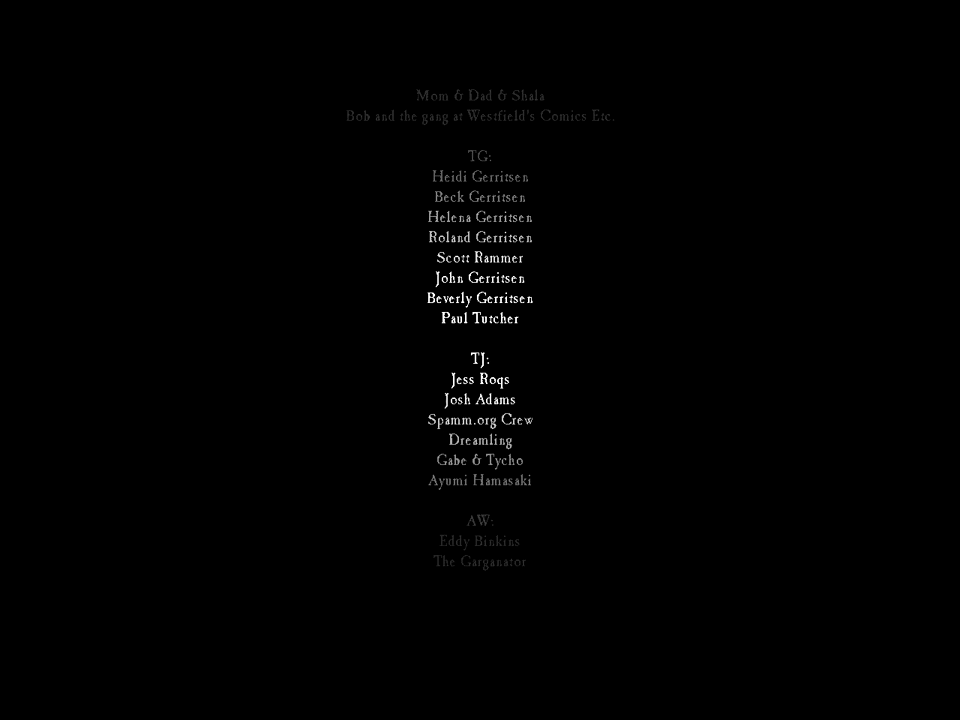 Mom & Dad & Shala
Bob and the gang at Westfield's Comics Etc.
TG:
Heidi Gerritsen
Beck Gerritsen
Helena Gerritsen
Roland Gerritsen
Scott Rammer
John Gerritsen
Beverly Gerritsen
Paul Tutcher
TJ:
Jess Roqs
Josh Adams
Spamm.org Crew
Dreamling
Gabe & Tycho
Ayumi Hamasaki
AW:
Eddy Binkins
The Garganator